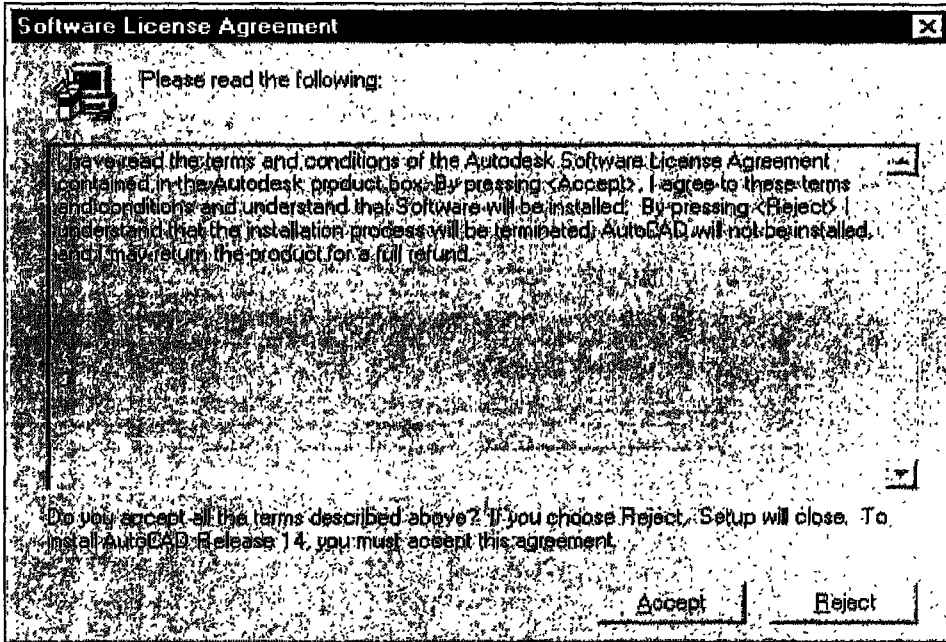 Software License Agreement
Please read the following:
I have read the terms and conditions of the Autodesk Software License Agreement
contained in the Autodesk product box. By pressing <Accept>, I agree to these terms
and conditions and understand that Software will be installed. By pressing <Reject> I
understand that the installation process will be terminated, AutoCAD will not be installed,
and I may return the product for a full refund.
Do you accept all the terms described above? If you choose Reject, Setup will close. To
install AutoCAD Release 14, you must accept this agreement.
Accept
Reject